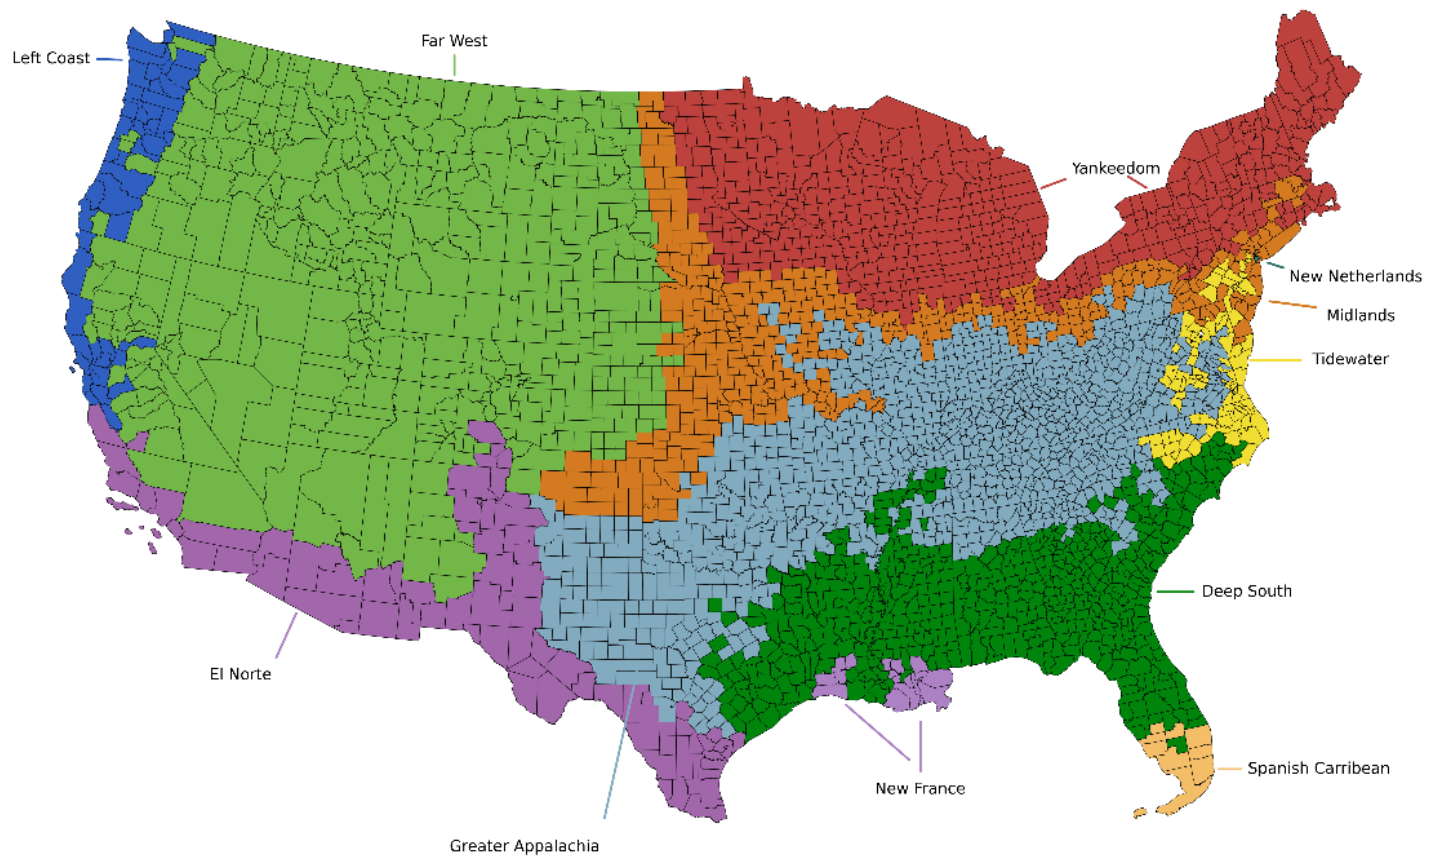 Far West
Left Coast
Yankeedom
New Netherlands
Midlands
Tidewater
Deep South
El Norte
Spanish Carribean
New France
Greater Appalachia